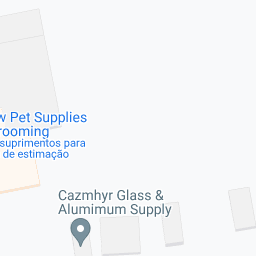 w Pet Supplies
rooming
suprimentos para
de estimação
Cazmhyr Glass &
Alumimum Supply